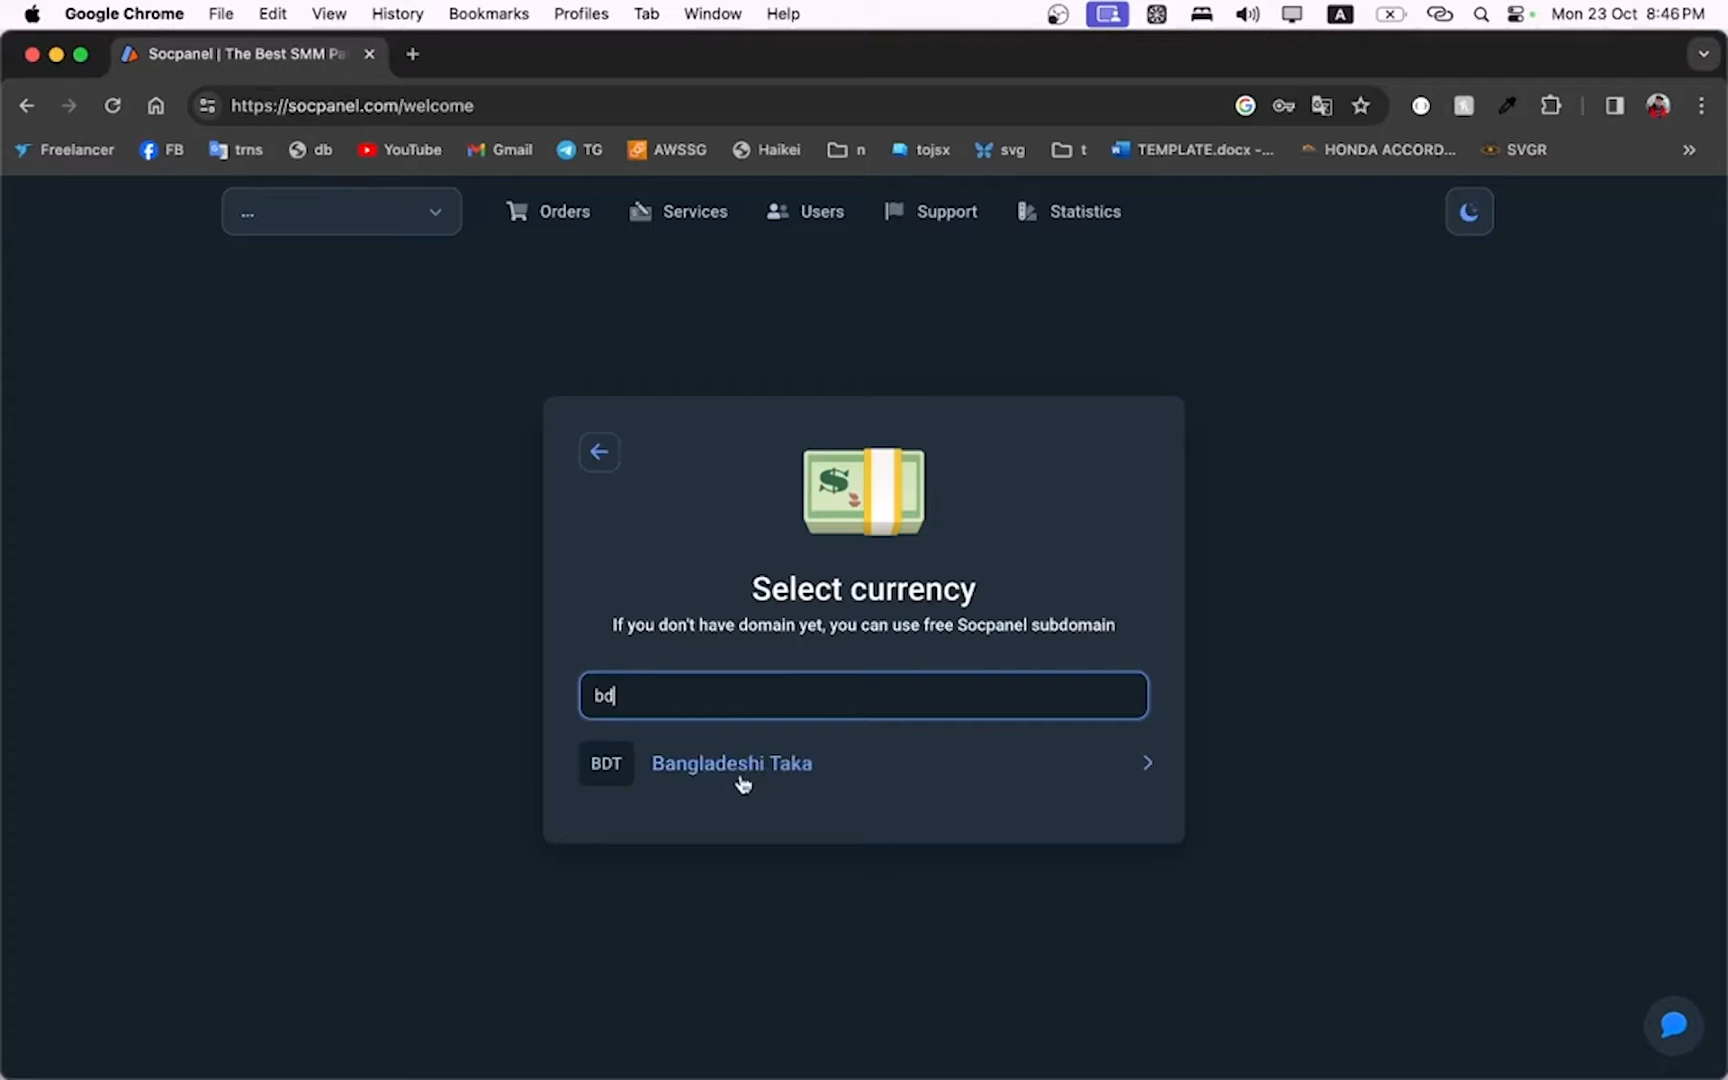 Google Chrome File Edit View History Bookmarks Profiles Tab Window Help A Mon 23 Oct 8:46 PM
Socpanel | The Best SMM Pa
https://socpanel.com/welcome
Freelancer FB trns db YouTube Gmail TG AWSSG Haikei n tojsx svg t TEMPLATE.docx -... HONDA ACCORD... SVGR
... Orders Services Users Support Statistics
Select currency
If you don't have domain yet, you can use free Socpanel subdomain
bd
BDT Bangladeshi Taka